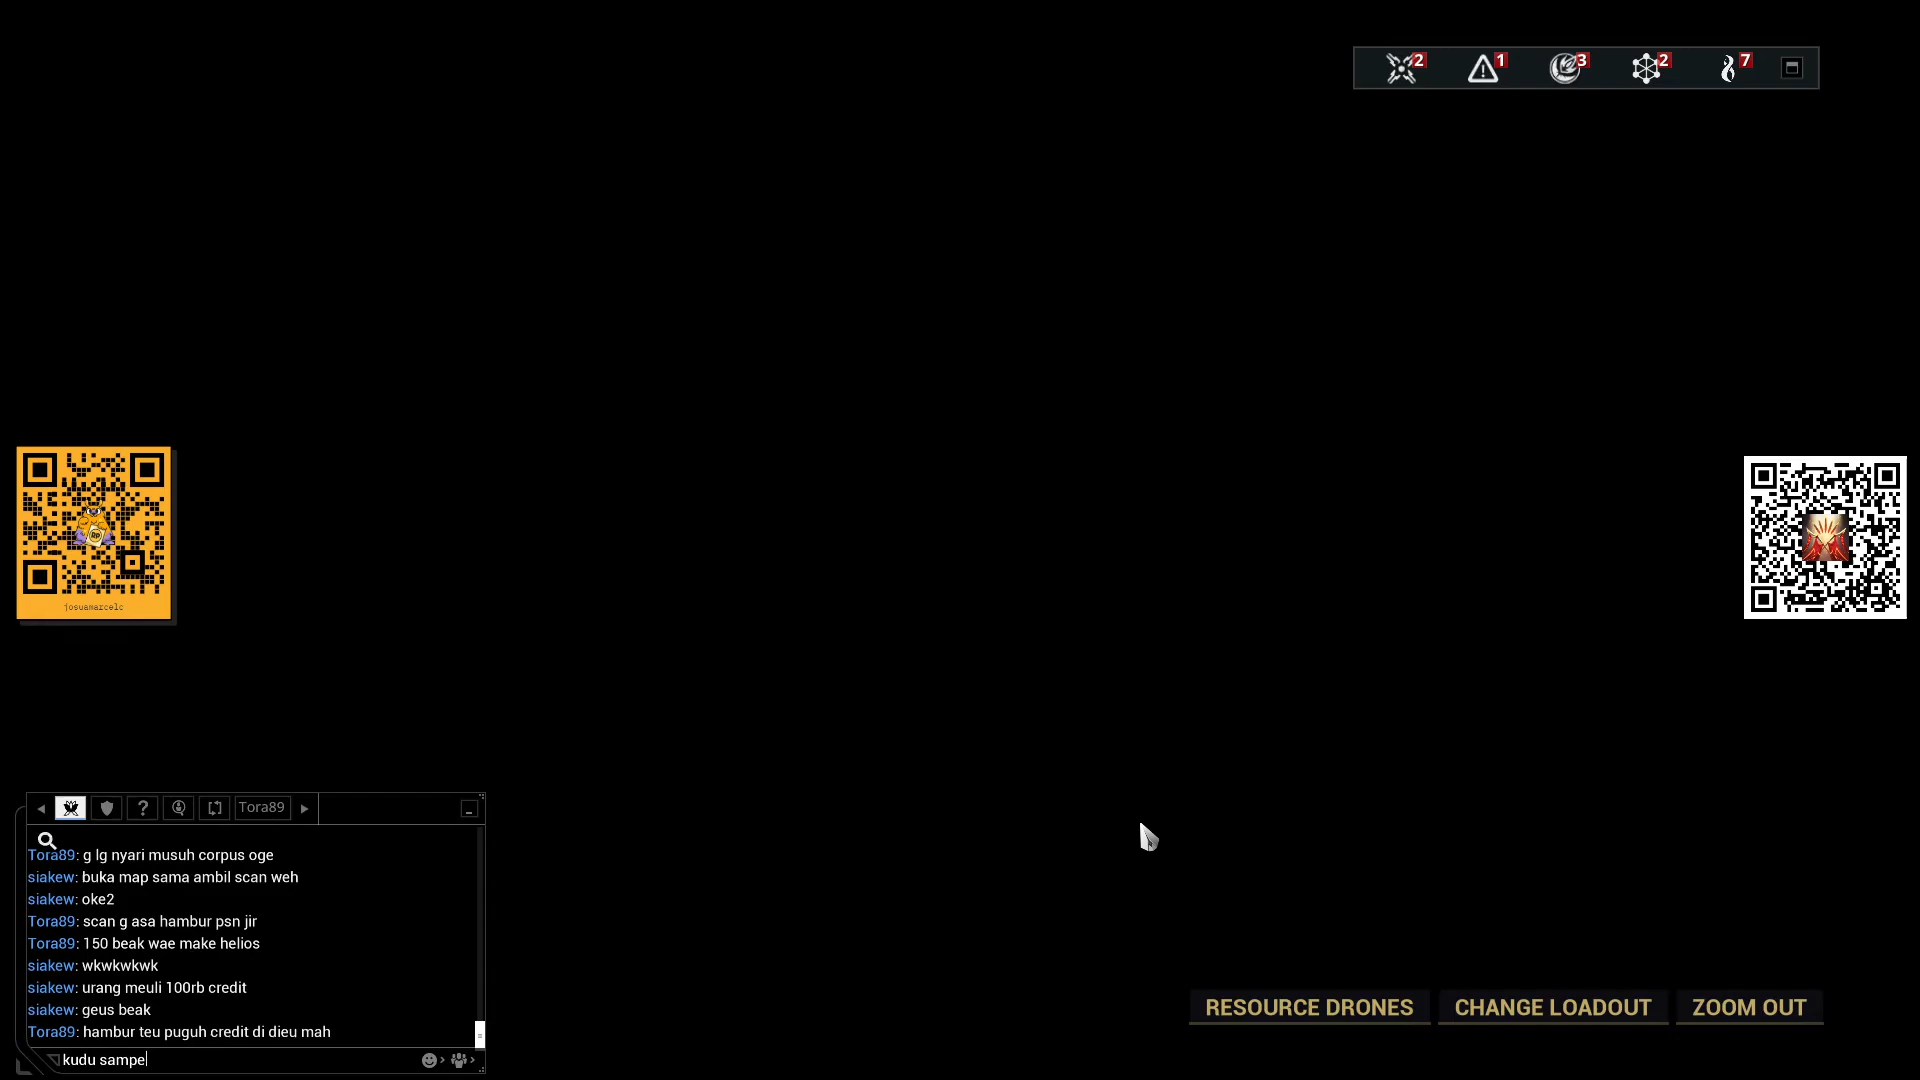 2
1
3
2
7
josuamarcelc
Tora89
Tora89: g lg nyari musuh corpus oge
siakew: buka map sama ambil scan weh
siakew: oke2
Tora89: scan g asa hambur psn jir
Tora89: 150 beak wae make helios
siakew: wkwkwkwk
siakew: urang meuli 100rb credit
siakew: geus beak
Tora89: hambur teu puguh credit di dieu mah
kudu sampe
RESOURCE DRONES
CHANGE LOADOUT
ZOOM OUT